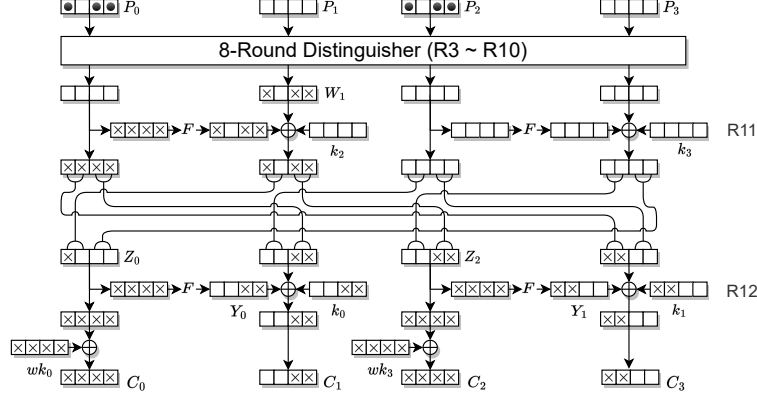 P0 P1 P2 P3
8-Round Distinguisher (R3 ~ R10)
W1
F F R11
k2 k3
Z0 Z2
F F R12
Y0 k0 Y1 k1
wk0 wk3
C0 C1 C2 C3